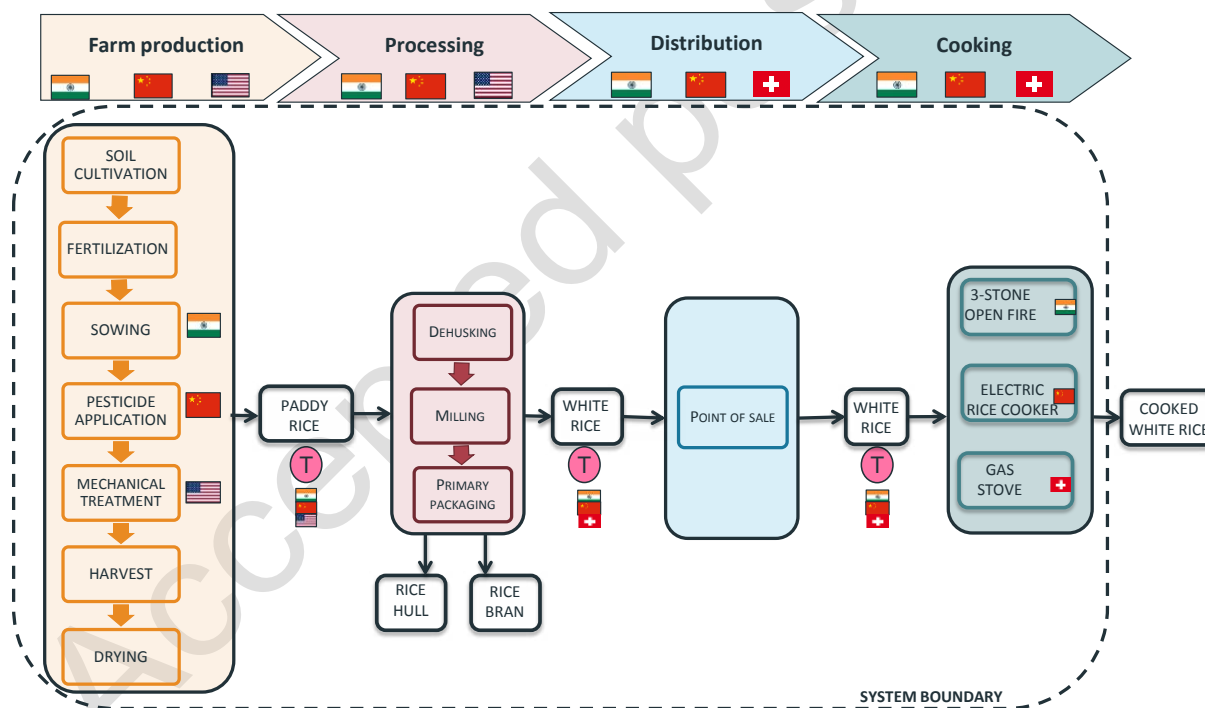 Farm production
Processing
Distribution
Cooking
SOIL
CULTIVATION
FERTILIZATION
SOWING
PESTICIDE
APPLICATION
MECHANICAL
TREATMENT
HARVEST
DRYING
PADDY
RICE
T
DEHUSKING
MILLING
PRIMARY
PACKAGING
RICE
HULL
RICE
BRAN
WHITE
RICE
T
POINT OF SALE
WHITE
RICE
T
3-STONE
OPEN FIRE
ELECTRIC
RICE COOKER
GAS
STOVE
COOKED
WHITE RICE
SYSTEM BOUNDARY
Accepted